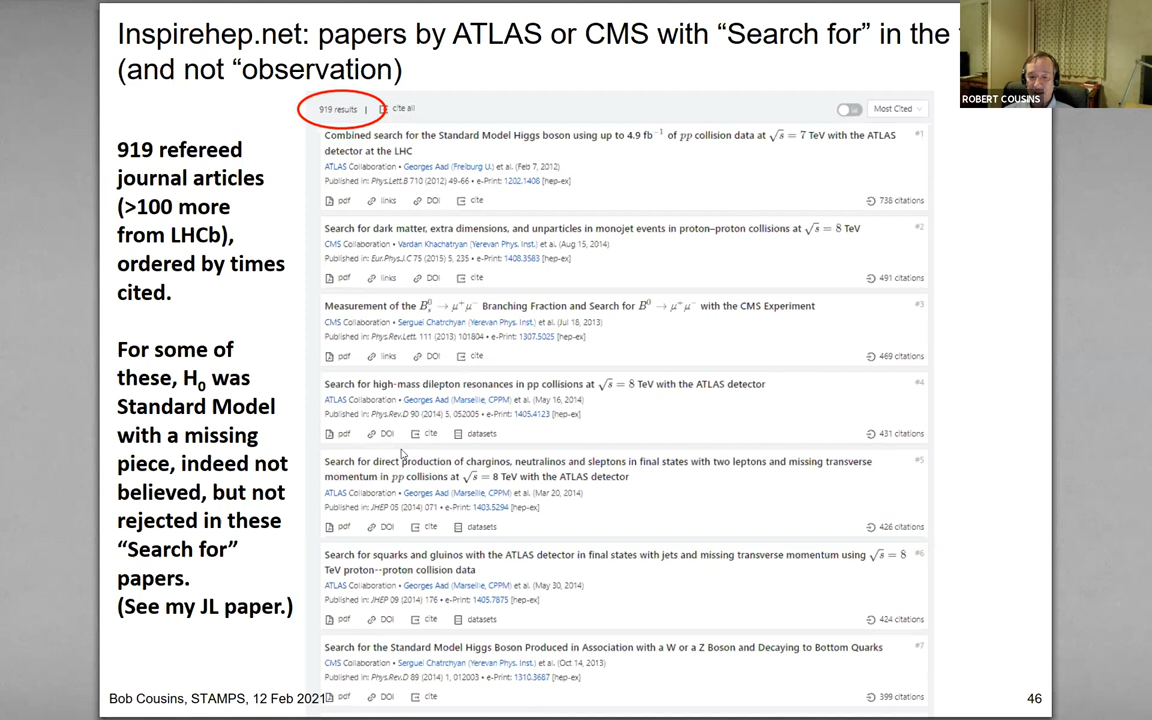 Inspirehep.net: papers by ATLAS or CMS with “Search for” in the
(and not “observation)
ROBERT COUSINS
919 results | cite all
Most Cited
919 refereed
journal articles
(>100 more
from LHCb),
ordered by times
cited.
For some of
these, H₀ was
Standard Model
with a missing
piece, indeed not
believed, but not
rejected in these
“Search for”
papers.
(See my JL paper.)
Combined search for the Standard Model Higgs boson using up to 4.9 fb⁻¹ of pp collision data at √s = 7 TeV with the ATLAS #1
detector at the LHC
ATLAS Collaboration • Georges Aad (Freiburg U.) et al. (Feb 7, 2012)
Published in: Phys.Lett.B 710 (2012) 49-66 • e-Print: 1202.1408 [hep-ex]
pdf links DOI cite 738 citations
Search for dark matter, extra dimensions, and unparticles in monojet events in proton–proton collisions at √s = 8 TeV #2
CMS Collaboration • Vardan Khachatryan (Yerevan Phys. Inst.) et al. (Aug 15, 2014)
Published in: Eur.Phys.J.C 75 (2015) 5, 235 • e-Print: 1408.3583 [hep-ex]
pdf links DOI cite 491 citations
Measurement of the B⁰ₛ → μ⁺μ⁻ Branching Fraction and Search for B⁰ → μ⁺μ⁻ with the CMS Experiment #3
CMS Collaboration • Serguei Chatrchyan (Yerevan Phys. Inst.) et al. (Jul 18, 2013)
Published in: Phys.Rev.Lett. 111 (2013) 101804 • e-Print: 1307.5025 [hep-ex]
pdf links DOI cite 469 citations
Search for high-mass dilepton resonances in pp collisions at √s = 8 TeV with the ATLAS detector #4
ATLAS Collaboration • Georges Aad (Marseille, CPPM) et al. (May 16, 2014)
Published in: Phys.Rev.D 90 (2014) 5, 052005 • e-Print: 1405.4123 [hep-ex]
pdf DOI cite datasets 431 citations
Search for direct production of charginos, neutralinos and sleptons in final states with two leptons and missing transverse #5
momentum in pp collisions at √s = 8 TeV with the ATLAS detector
ATLAS Collaboration • Georges Aad (Marseille, CPPM) et al. (Mar 20, 2014)
Published in: JHEP 05 (2014) 071 • e-Print: 1403.5294 [hep-ex]
pdf DOI cite datasets 426 citations
Search for squarks and gluinos with the ATLAS detector in final states with jets and missing transverse momentum using √s = 8 #6
TeV proton--proton collision data
ATLAS Collaboration • Georges Aad (Marseille, CPPM) et al. (May 30, 2014)
Published in: JHEP 09 (2014) 176 • e-Print: 1405.7875 [hep-ex]
pdf DOI cite datasets 424 citations
Search for the Standard Model Higgs Boson Produced in Association with a W or a Z Boson and Decaying to Bottom Quarks #7
CMS Collaboration • Serguei Chatrchyan (Yerevan Phys. Inst.) et al. (Oct 14, 2013)
Published in: Phys.Rev.D 89 (2014) 1, 012003 • e-Print: 1310.3687 [hep-ex]
pdf DOI cite 399 citations
Bob Cousins, STAMPS, 12 Feb 2021
46